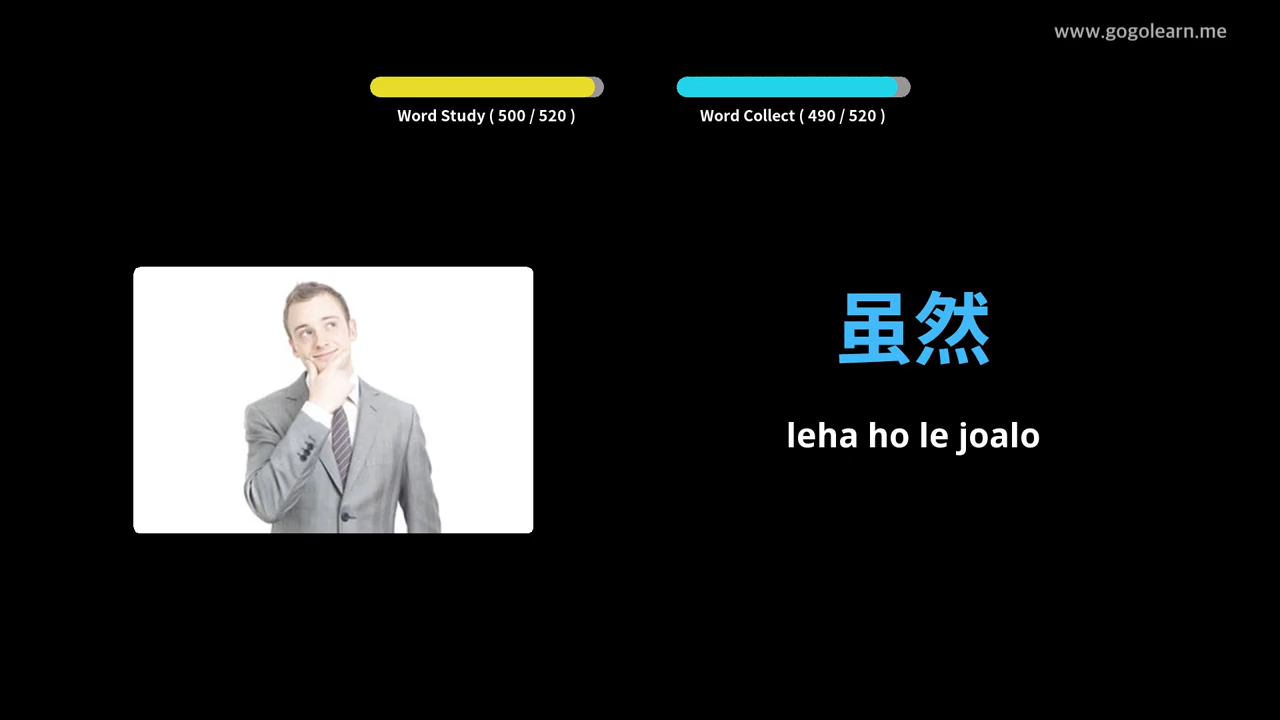 www.gogolearn.me
Word Study ( 500 / 520 )
Word Collect ( 490 / 520 )
虽然
leha ho le joalo